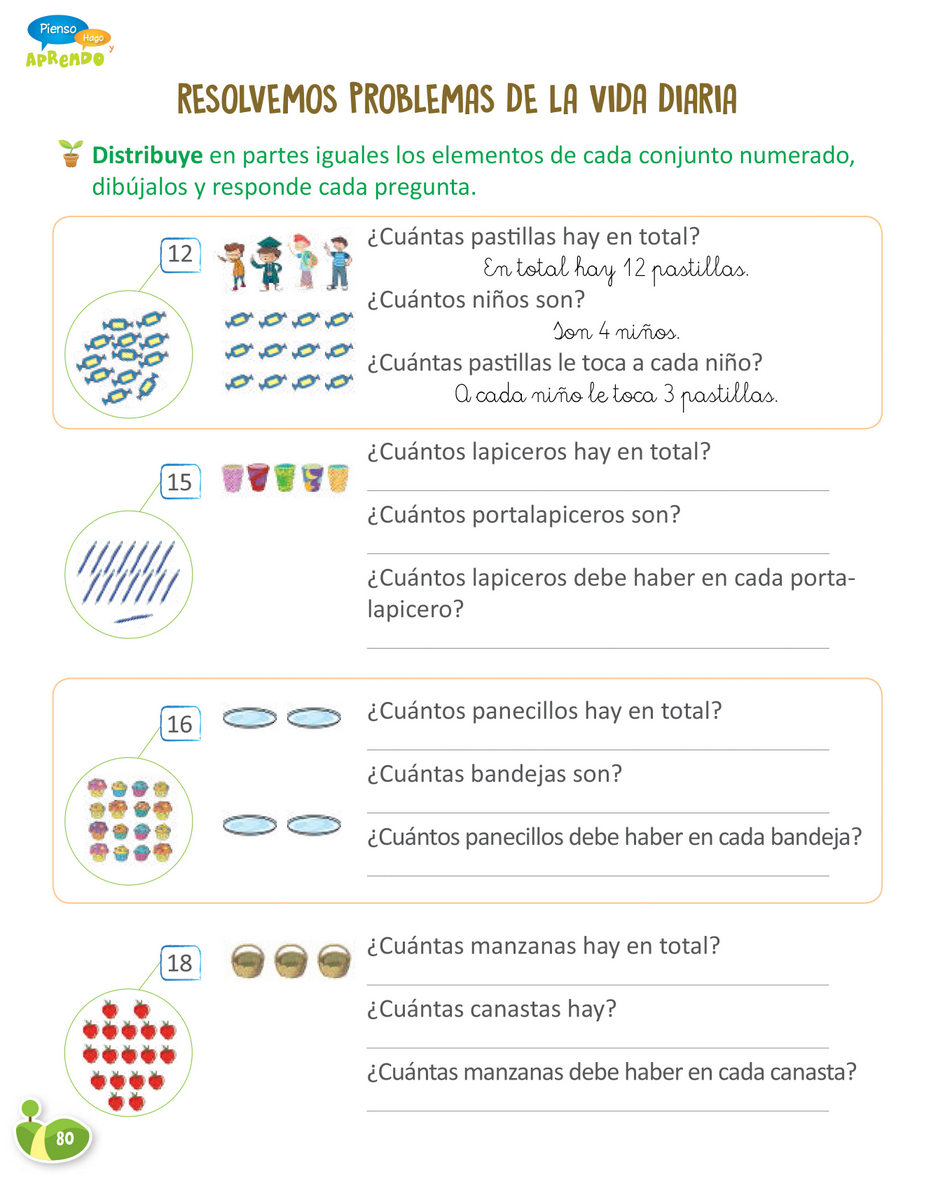 Pienso
Hago
y
APRENDO
RESOLVEMOS PROBLEMAS DE LA VIDA DIARIA
Distribuye en partes iguales los elementos de cada conjunto numerado,
dibújalos y responde cada pregunta.
12
¿Cuántas pastillas hay en total?
En total hay 12 pastillas.
¿Cuántos niños son?
Son 4 niños.
¿Cuántas pastillas le toca a cada niño?
A cada niño le toca 3 pastillas.
15
¿Cuántos lapiceros hay en total?
¿Cuántos portalapiceros son?
¿Cuántos lapiceros debe haber en cada porta-
lapicero?
16
¿Cuántos panecillos hay en total?
¿Cuántas bandejas son?
¿Cuántos panecillos debe haber en cada bandeja?
18
¿Cuántas manzanas hay en total?
¿Cuántas canastas hay?
¿Cuántas manzanas debe haber en cada canasta?
80